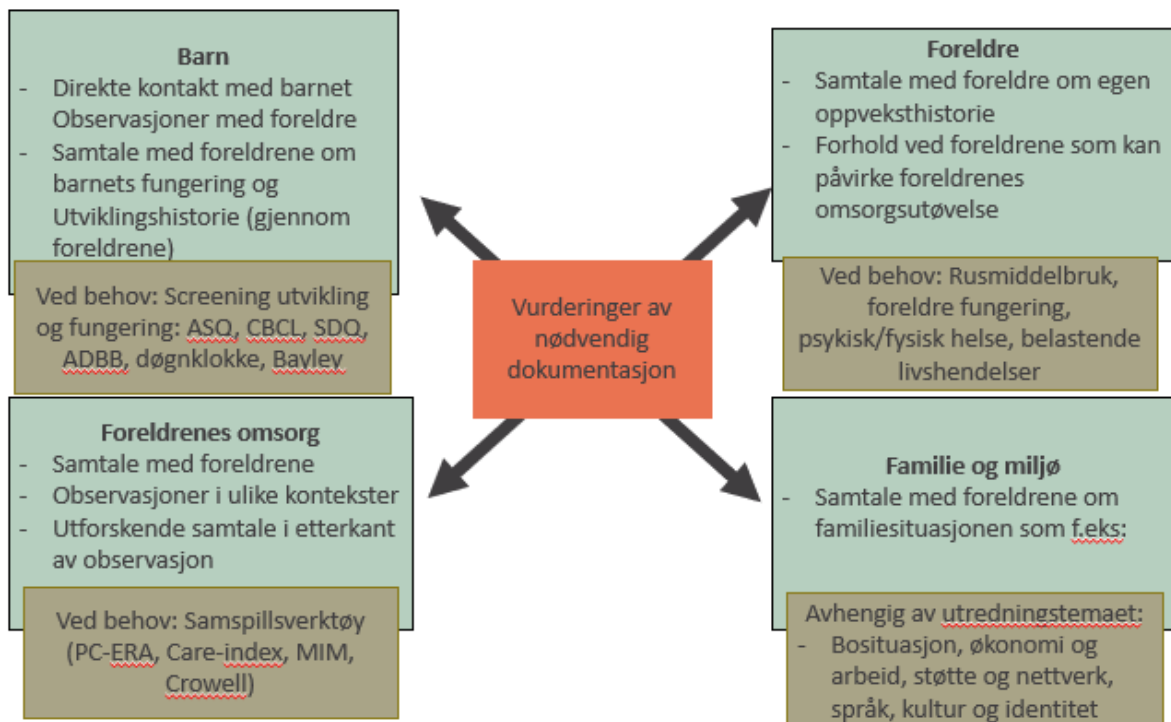 Barn
- Direkte kontakt med barnet
Observasjoner med foreldre
- Samtale med foreldrene om
barnets fungering og
Utviklingshistorie (gjennom
foreldrene)
Ved behov: Screening utvikling
og fungering: ASQ, CBCL, SDQ,
ADBB, døgnklokke, Bayley
Foreldre
- Samtale med foreldre om egen
oppveksthistorie
- Forhold ved foreldrene som kan
påvirke foreldrenes
omsorgsutøvelse
Ved behov: Rusmiddelbruk,
foreldre fungering,
psykisk/fysisk helse, belastende
livshendelser
Vurderinger av
nødvendig
dokumentasjon
Foreldrenes omsorg
- Samtale med foreldrene
- Observasjoner i ulike kontekster
- Utforskende samtale i etterkant
av observasjon
Ved behov: Samspillsverktøy
(PC-ERA, Care-index, MIM,
Crowell)
Familie og miljø
- Samtale med foreldrene om
familiesituasjonen som f.eks:
Avhengig av utredningstemaet:
- Bosituasjon, økonomi og
arbeid, støtte og nettverk,
språk, kultur og identitet